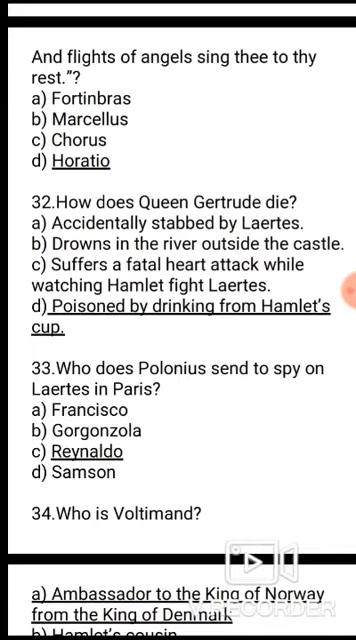 And flights of angels sing thee to thy
rest.”?
a) Fortinbras
b) Marcellus
c) Chorus
d) Horatio
32.How does Queen Gertrude die?
a) Accidentally stabbed by Laertes.
b) Drowns in the river outside the castle.
c) Suffers a fatal heart attack while
watching Hamlet fight Laertes.
d) Poisoned by drinking from Hamlet's
cup.
33.Who does Polonius send to spy on
Laertes in Paris?
a) Francisco
b) Gorgonzola
c) Reynaldo
d) Samson
34.Who is Voltimand?
a) Ambassador to the King of Norway
from the King of Denmark
b) Hamlet's cousin
RECORDER